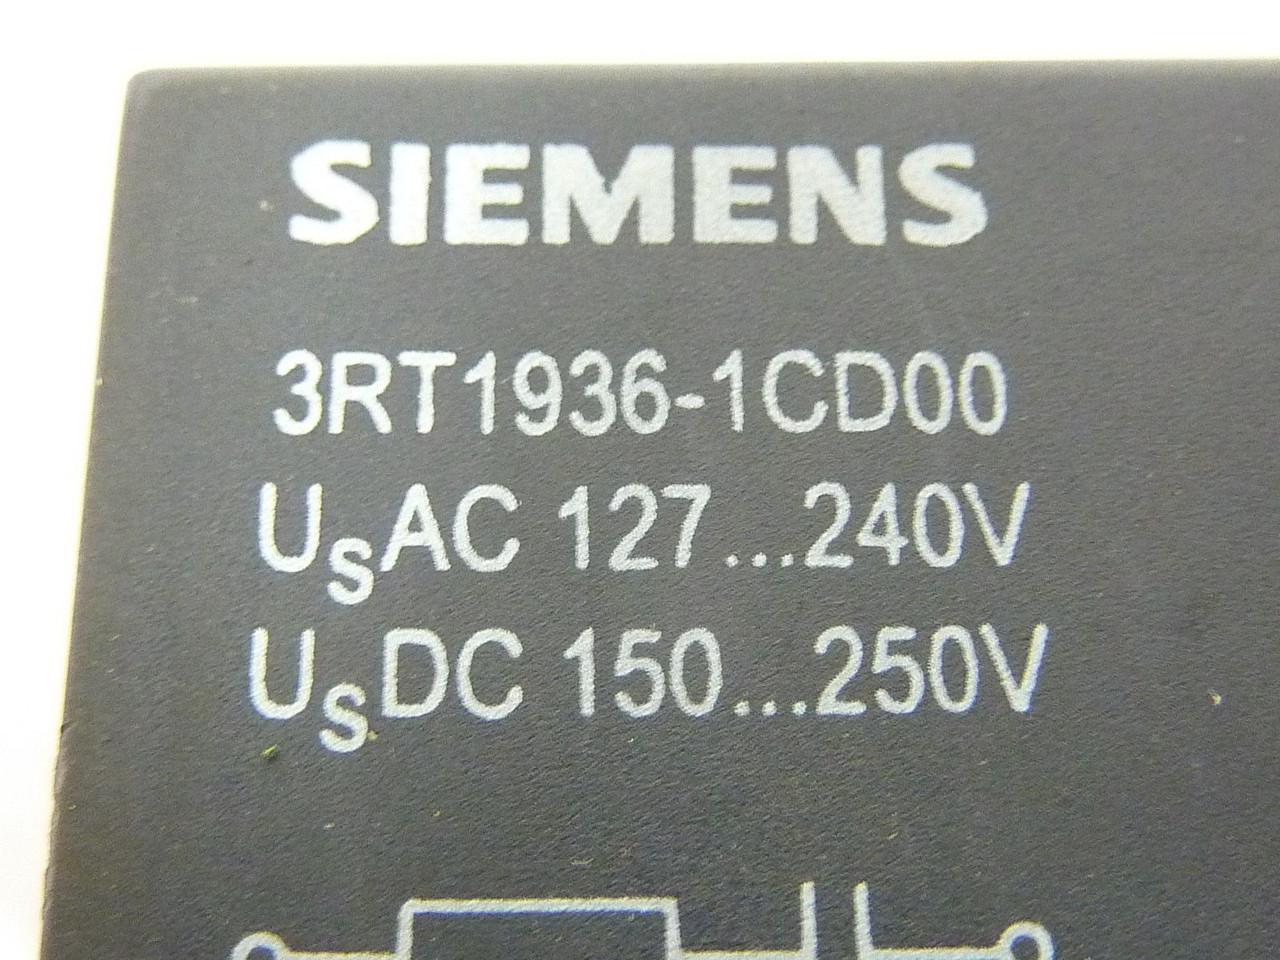 SIEMENS
3RT1936-1CD00
UsAC 127...240V
UsDC 150...250V